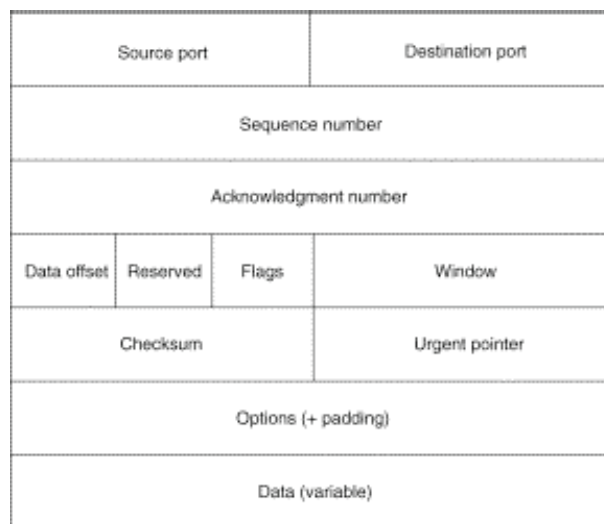 Source port
Destination port
Sequence number
Acknowledgment number
Data offset
Reserved
Flags
Window
Checksum
Urgent pointer
Options (+ padding)
Data (variable)